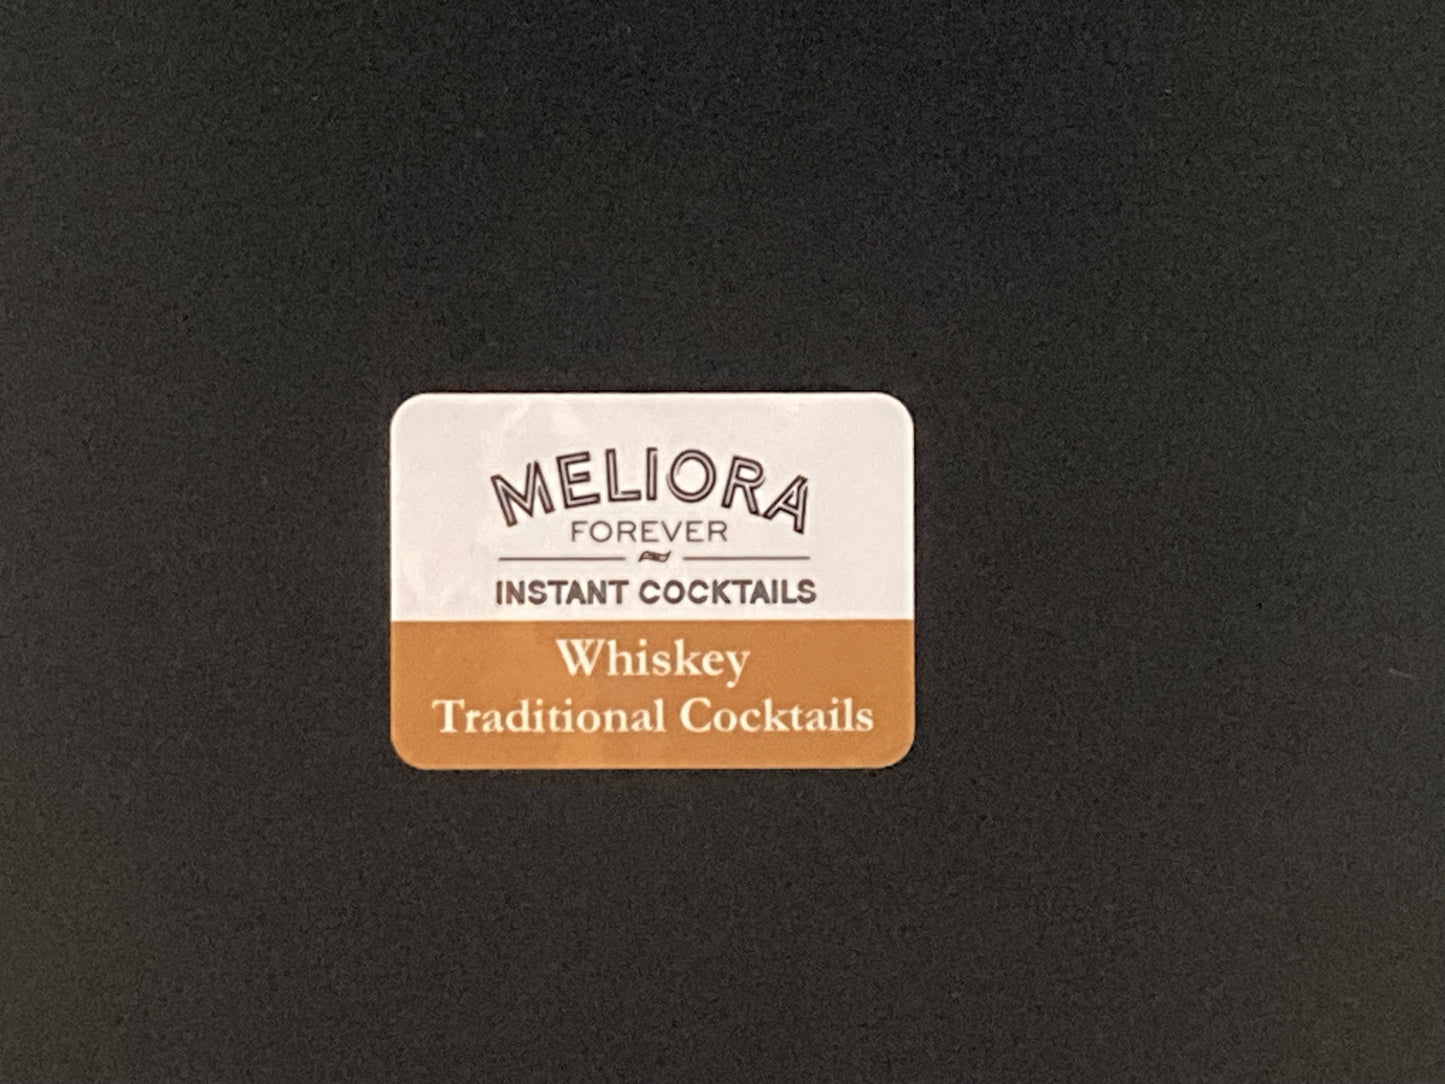 MELIORA
FOREVER
INSTANT COCKTAILS
Whiskey
Traditional Cocktails